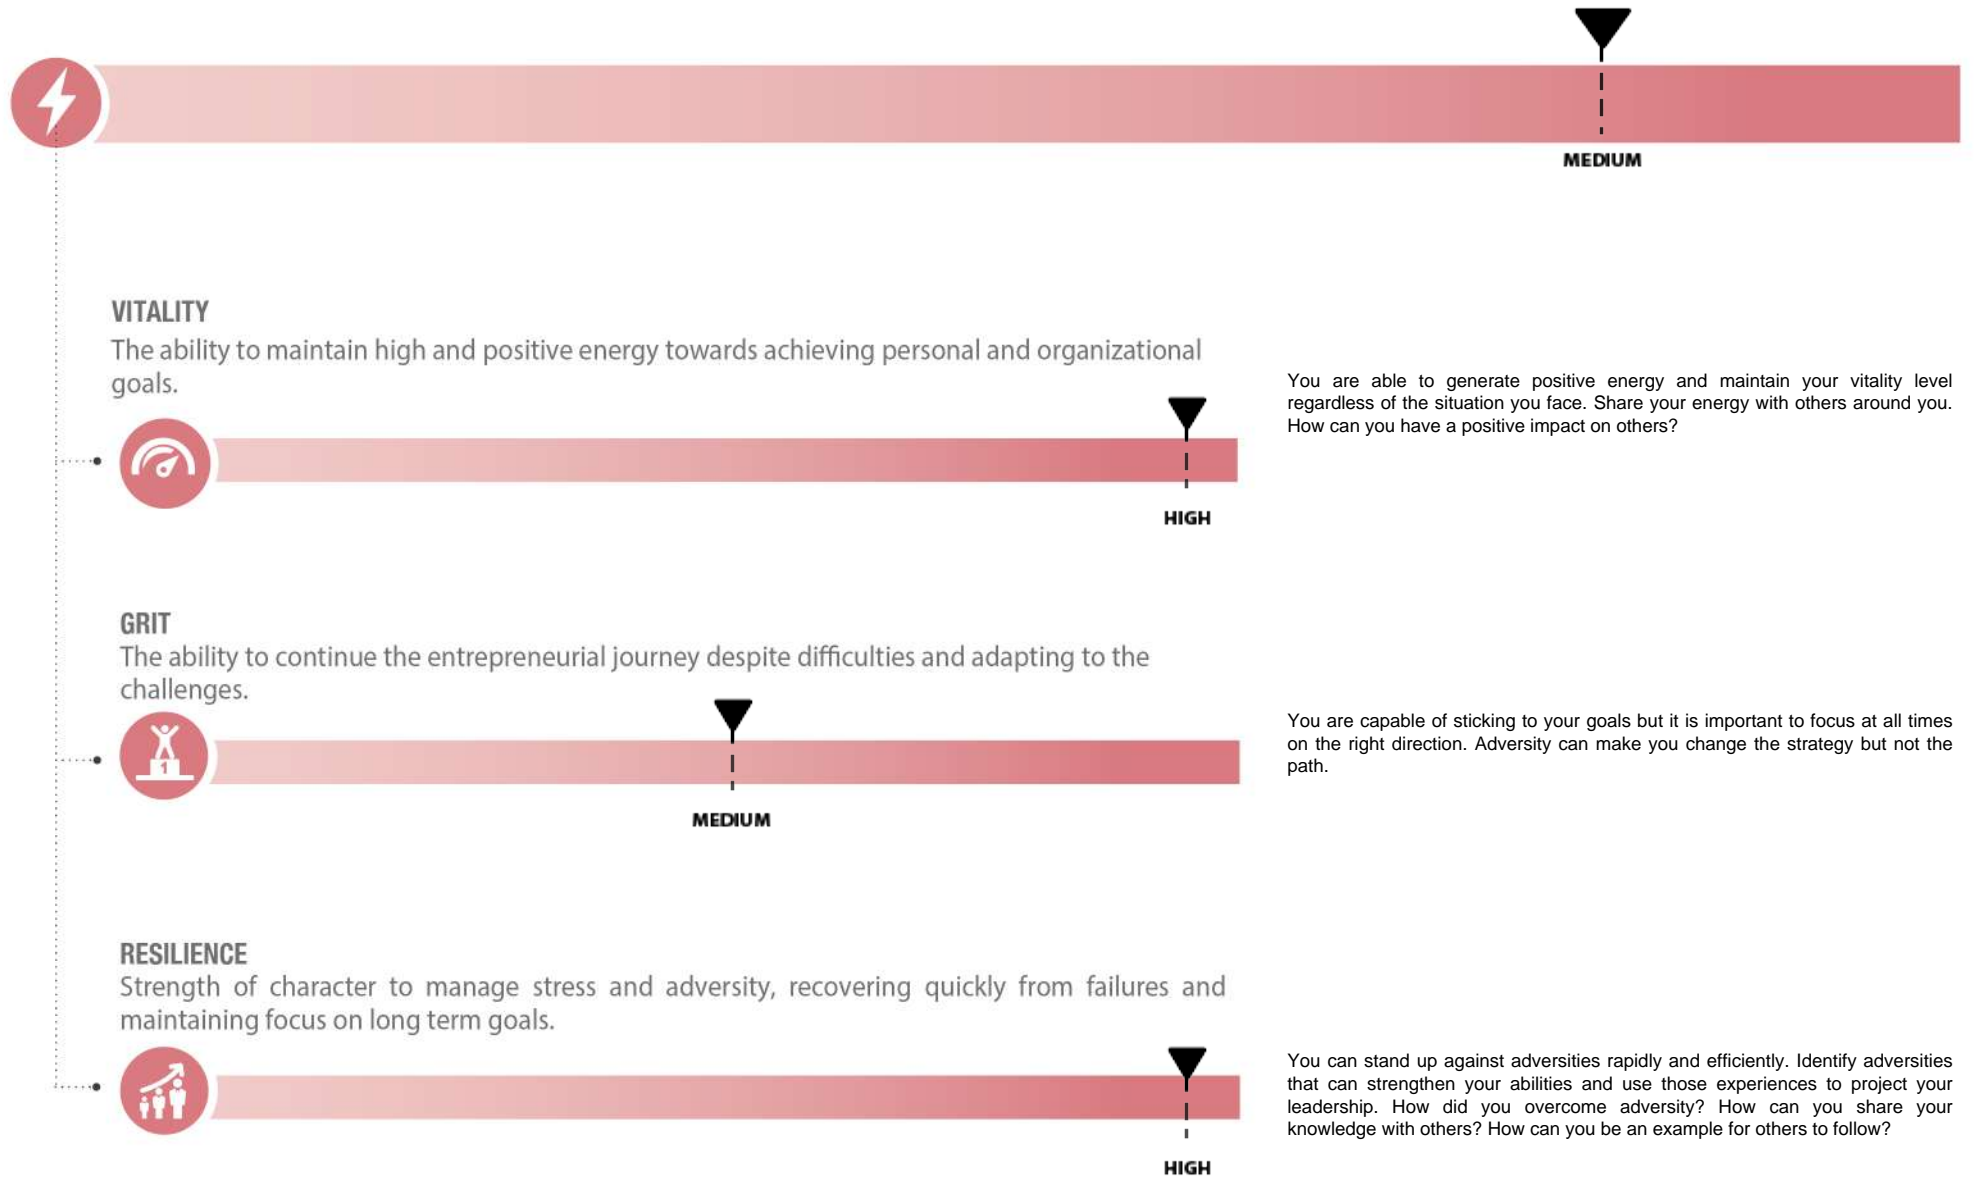 MEDIUM
VITALITY
The ability to maintain high and positive energy towards achieving personal and organizational
goals.
You are able to generate positive energy and maintain your vitality level
regardless of the situation you face. Share your energy with others around you.
How can you have a positive impact on others?
HIGH
GRIT
The ability to continue the entrepreneurial journey despite difficulties and adapting to the
challenges.
You are capable of sticking to your goals but it is important to focus at all times
on the right direction. Adversity can make you change the strategy but not the
path.
1
MEDIUM
RESILIENCE
Strength of character to manage stress and adversity, recovering quickly from failures and
maintaining focus on long term goals.
You can stand up against adversities rapidly and efficiently. Identify adversities
that can strengthen your abilities and use those experiences to project your
leadership. How did you overcome adversity? How can you share your
knowledge with others? How can you be an example for others to follow?
HIGH